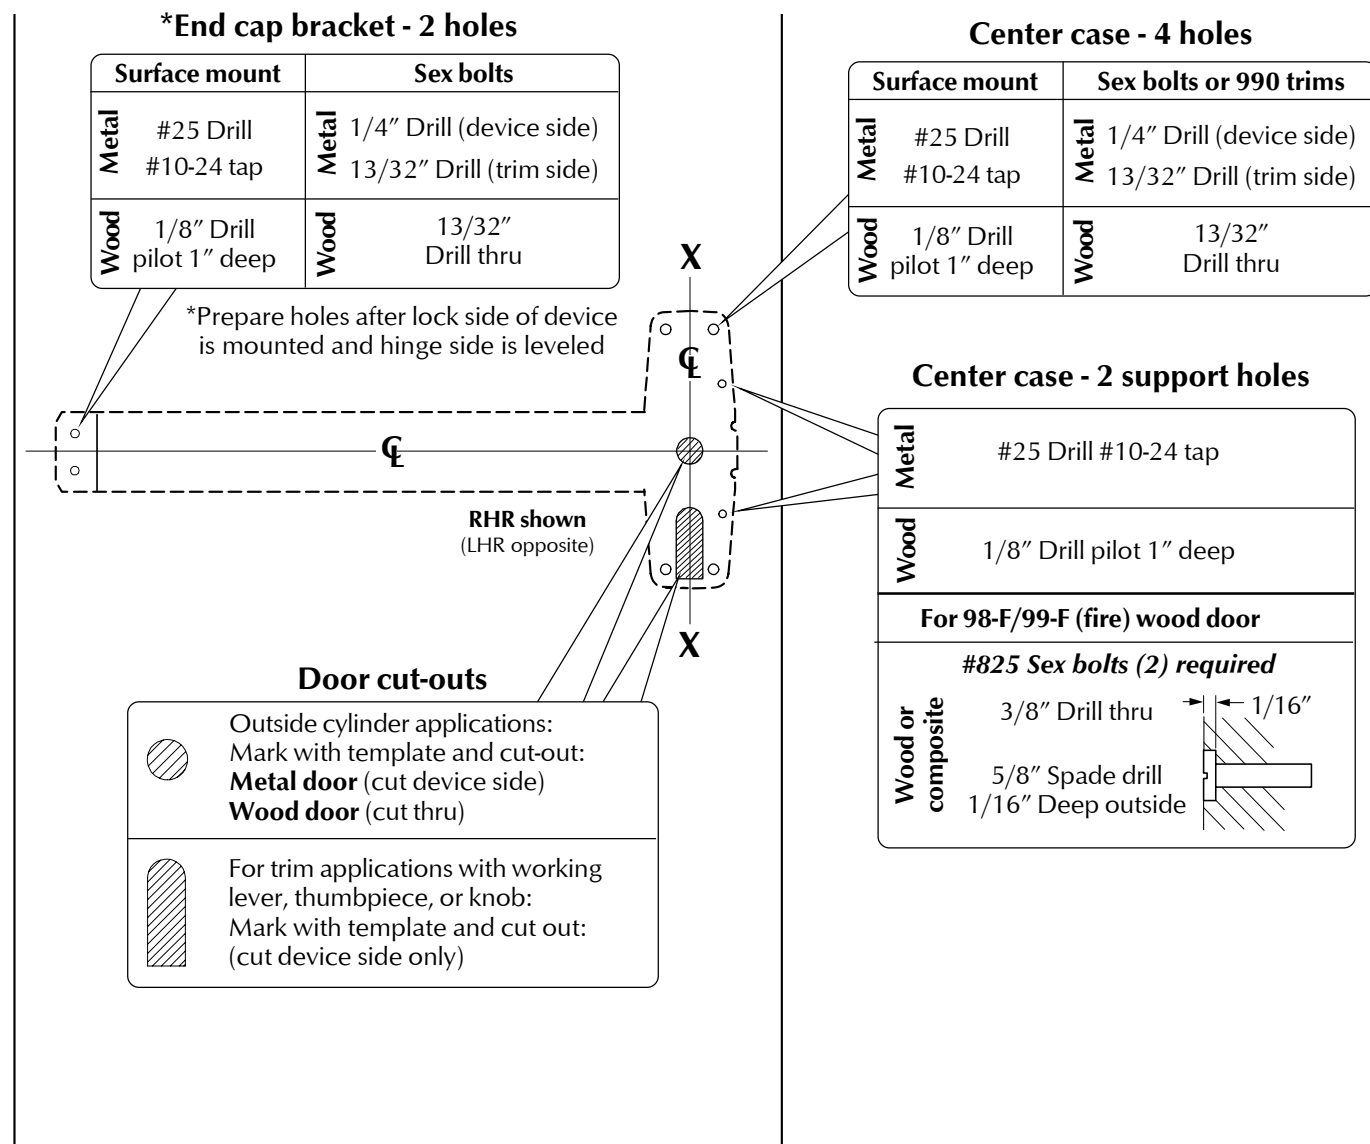 *End cap bracket - 2 holes
Surface mount
Sex bolts
Metal
#25 Drill
#10-24 tap
Metal
1/4″ Drill (device side)
13/32″ Drill (trim side)
Wood
1/8″ Drill
pilot 1″ deep
Wood
13/32″
Drill thru
*Prepare holes after lock side of device
is mounted and hinge side is leveled
Center case - 4 holes
Surface mount
Sex bolts or 990 trims
Metal
#25 Drill
#10-24 tap
Metal
1/4″ Drill (device side)
13/32″ Drill (trim side)
Wood
1/8″ Drill
pilot 1″ deep
Wood
13/32″
Drill thru
X
℄
℄
RHR shown
(LHR opposite)
X
Center case - 2 support holes
Metal
#25 Drill #10-24 tap
Wood
1/8″ Drill pilot 1″ deep
For 98-F/99-F (fire) wood door
#825 Sex bolts (2) required
Wood or
composite
3/8″ Drill thru
1/16″
5/8″ Spade drill
1/16″ Deep outside
Door cut-outs
Outside cylinder applications:
Mark with template and cut-out:
Metal door (cut device side)
Wood door (cut thru)
For trim applications with working
lever, thumbpiece, or knob:
Mark with template and cut out:
(cut device side only)